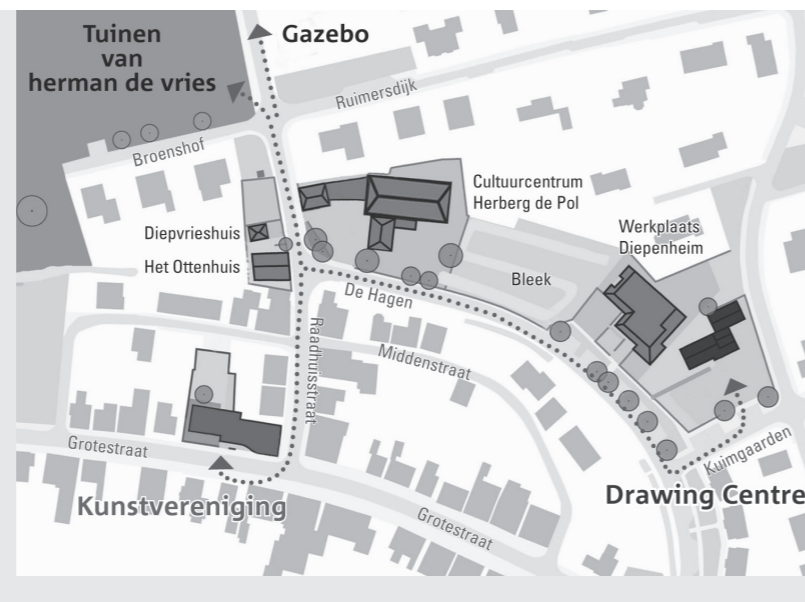 Tuinen
van
herman de vries
Gazebo
Ruimersdijk
Broenshof
Cultuurcentrum
Herberg de Pol
Diepvrieshuis
Het Ottenhuis
Werkplaats
Diepenheim
Bleek
De Hagen
Raadhuisstraat
Middenstraat
Grotestraat
Kuimgaarden
Kunstvereniging
Drawing Centre
Grotestraat